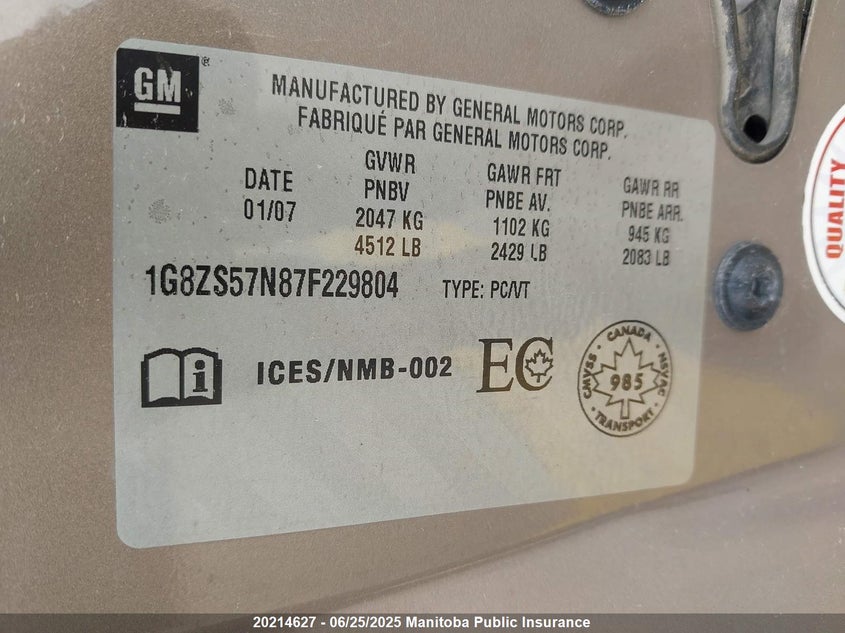 GM
MANUFACTURED BY GENERAL MOTORS CORP.
FABRIQUÉ PAR GENERAL MOTORS CORP.
DATE
01/07
GVWR
PNBV
2047 KG
4512 LB
GAWR FRT
PNBE AV.
1102 KG
2429 LB
GAWR RR
PNBE ARR.
945 KG
2083 LB
1G8ZS57N87F229804 TYPE: PC/VT
i ICES/NMB-002 EC
CANADA
CMVSS 985 NSVAC
TRANSPORT
QUALITY
20214627 - 06/25/2025 Manitoba Public Insurance